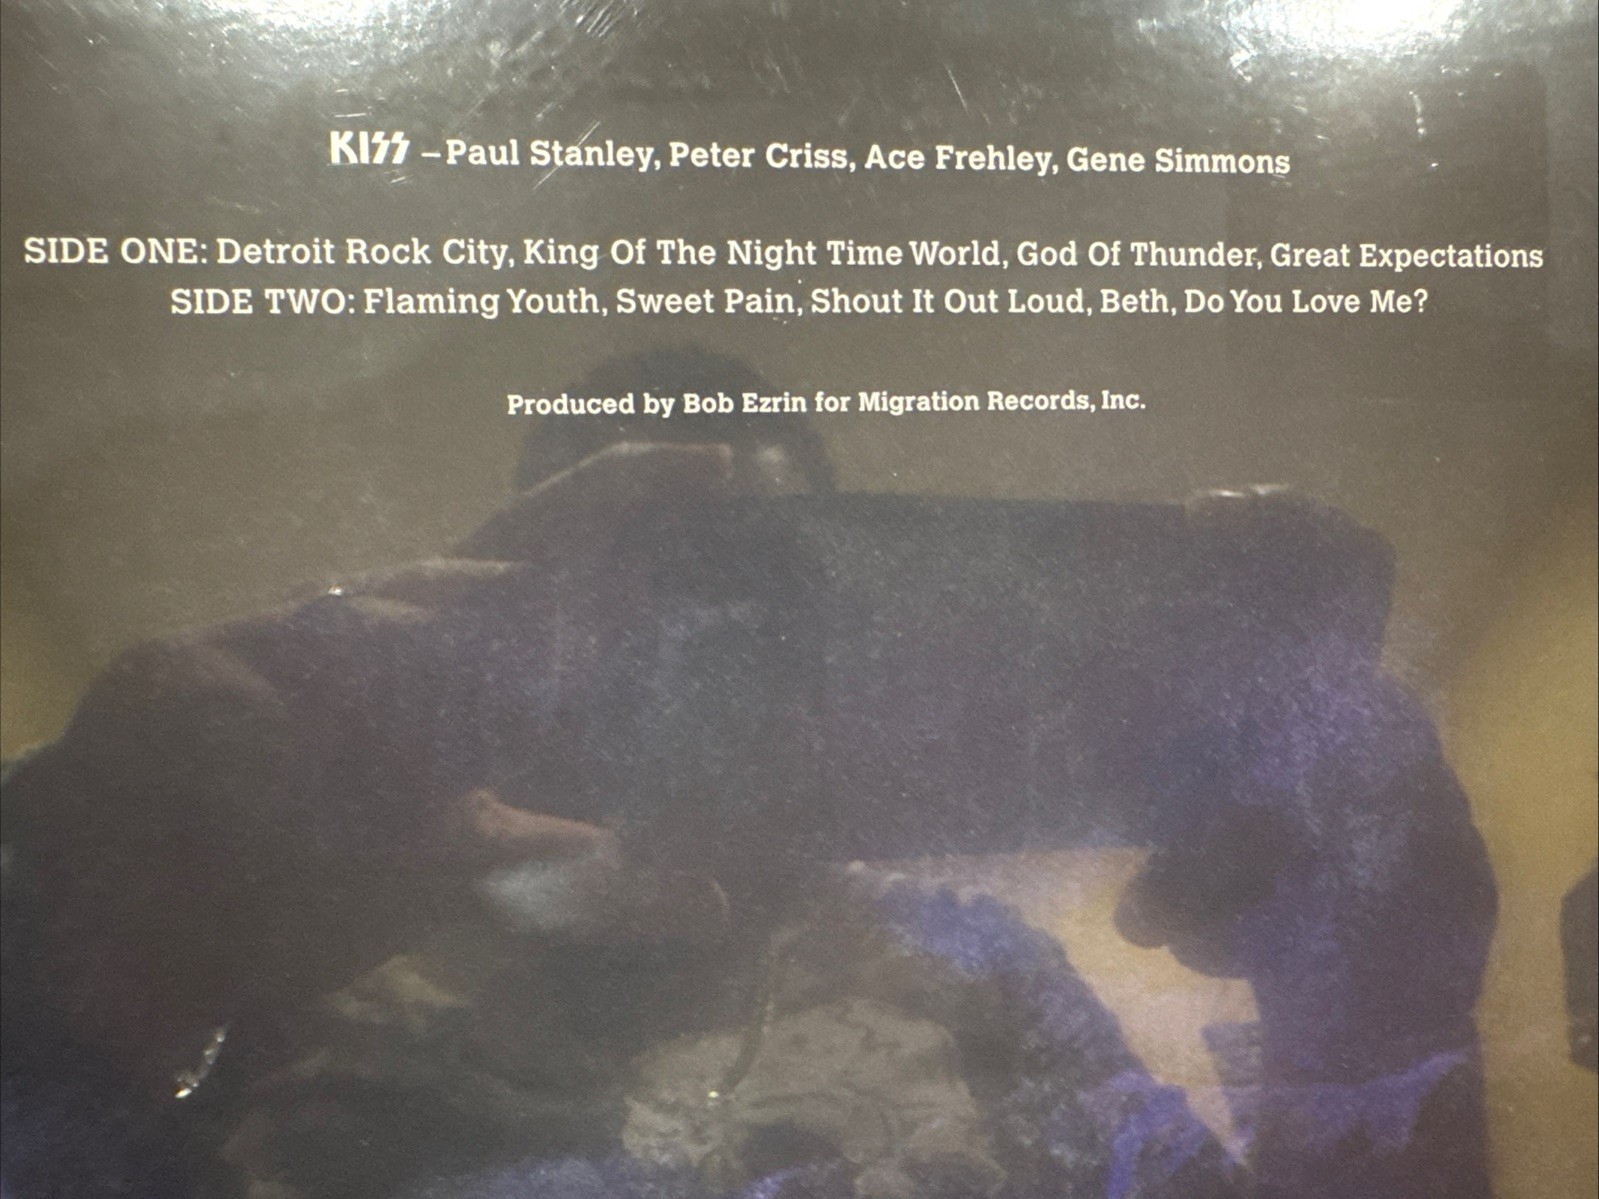 KISS – Paul Stanley, Peter Criss, Ace Frehley, Gene Simmons
SIDE ONE: Detroit Rock City, King Of The Night Time World, God Of Thunder, Great Expectations
SIDE TWO: Flaming Youth, Sweet Pain, Shout It Out Loud, Beth, Do You Love Me?
Produced by Bob Ezrin for Migration Records, Inc.